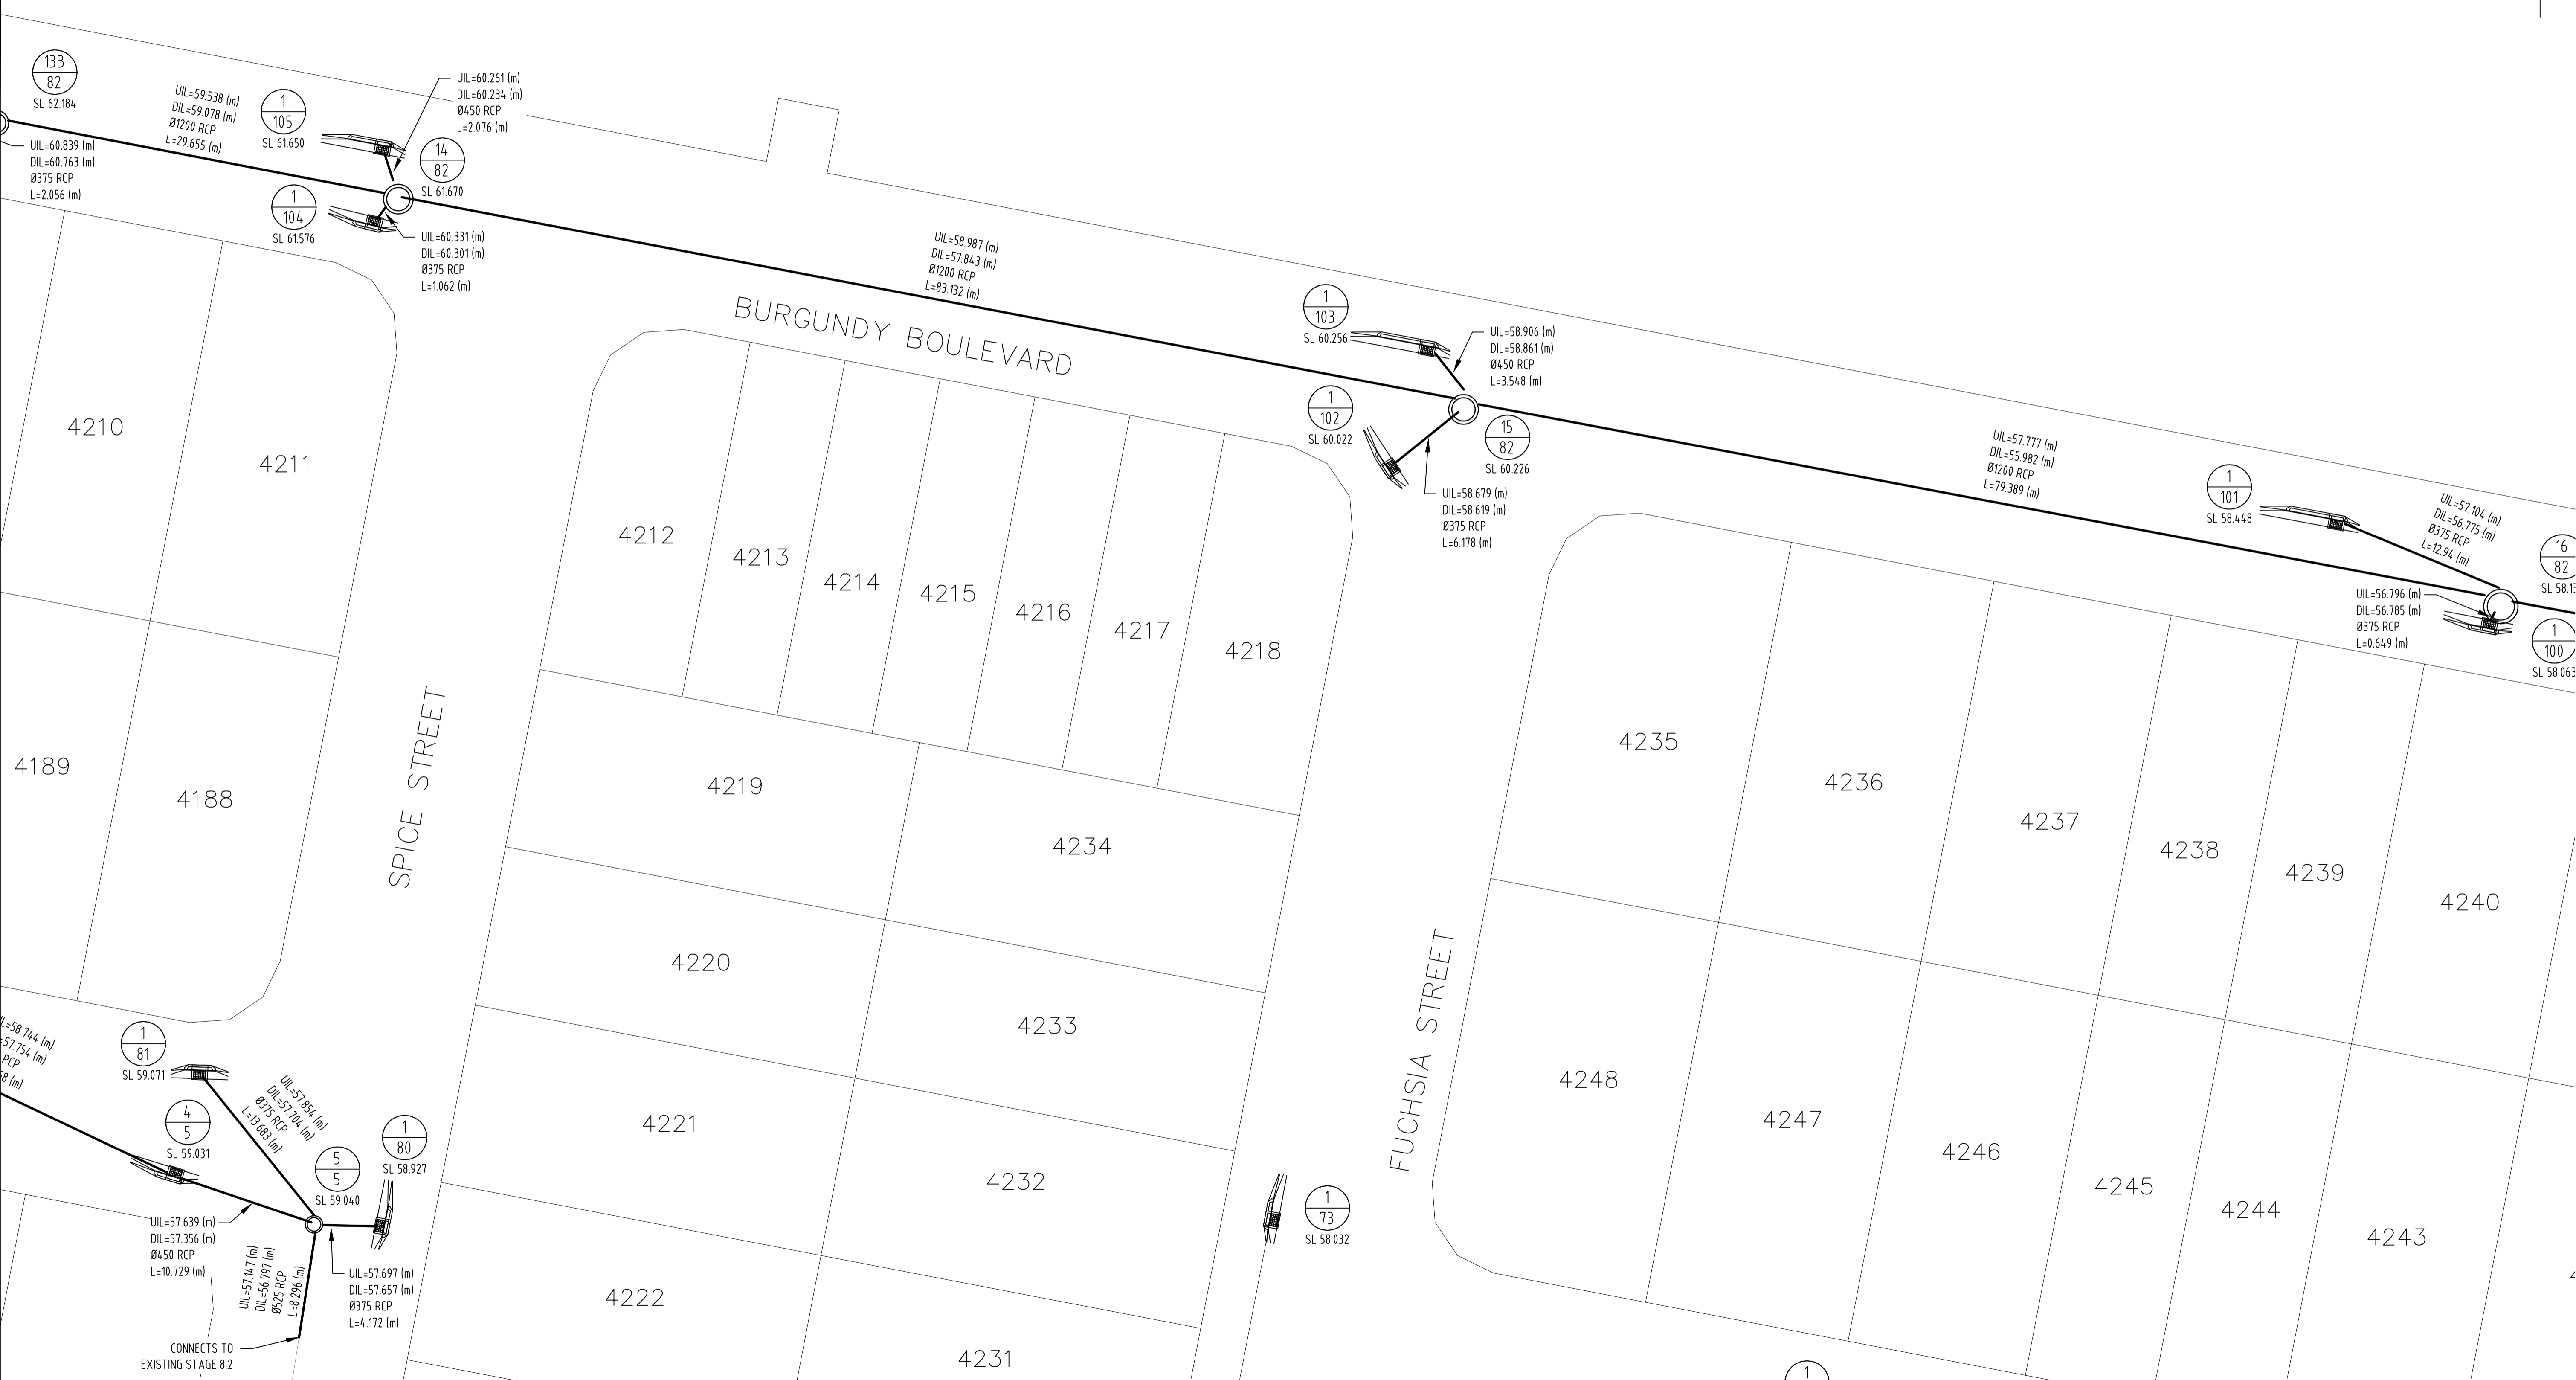 13B
82
SL 62.184
UIL=59.538 (m)
DIL=59.078 (m)
Ø1200 RCP
L=29.655 (m)
1
105
SL 61.650
UIL=60.261 (m)
DIL=60.234 (m)
Ø450 RCP
L=2.076 (m)
UIL=60.839 (m)
DIL=60.763 (m)
Ø375 RCP
L=2.056 (m)
14
82
SL 61.670
1
104
SL 61.576
UIL=60.331 (m)
DIL=60.301 (m)
Ø375 RCP
L=1.062 (m)
UIL=58.987 (m)
DIL=57.843 (m)
Ø1200 RCP
L=83.132 (m)
BURGUNDY BOULEVARD
1
103
SL 60.256
UIL=58.906 (m)
DIL=58.861 (m)
Ø450 RCP
L=3.548 (m)
1
102
SL 60.022
15
82
SL 60.226
UIL=58.679 (m)
DIL=58.619 (m)
Ø375 RCP
L=6.178 (m)
UIL=57.777 (m)
DIL=55.982 (m)
Ø1200 RCP
L=79.389 (m)
1
101
SL 58.448
UIL=57.104 (m)
DIL=56.775 (m)
Ø375 RCP
L=12.94 (m)
16
82
SL 58.13
UIL=56.796 (m)
DIL=56.785 (m)
Ø375 RCP
L=0.649 (m)
1
100
SL 58.063
4210
4211
4212
4213
4214
4215
4216
4217
4218
4235
4236
4237
4238
4239
4240
4189
4188
SPICE STREET
4219
4234
4220
4233
4221
4232
4222
4231
FUCHSIA STREET
4248
4247
4246
4245
4244
4243
L=58.744 (m)
=57.754 (m)
RCP
58 (m)
1
81
SL 59.071
UIL=57.854 (m)
DIL=57.704 (m)
Ø375 RCP
L=13.683 (m)
4
5
SL 59.031
5
5
SL 59.040
1
80
SL 58.927
UIL=57.639 (m)
DIL=57.356 (m)
Ø450 RCP
L=10.729 (m)
UIL=57.147 (m)
DIL=56.797 (m)
Ø525 RCP
L=8.296 (m)
UIL=57.697 (m)
DIL=57.657 (m)
Ø375 RCP
L=4.172 (m)
CONNECTS TO
EXISTING STAGE 8.2
1
73
SL 58.032
1